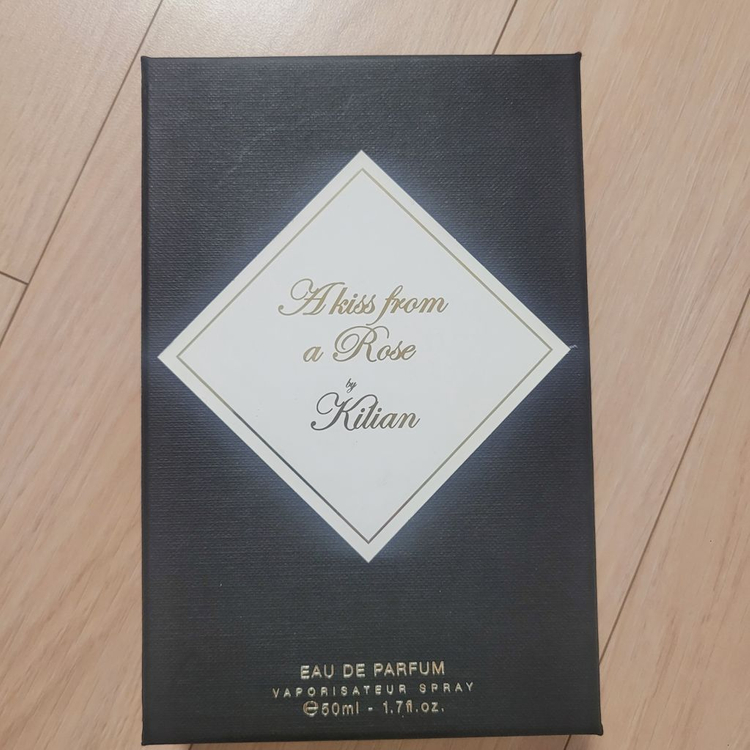 A kiss from
a Rose
by
Kilian
EAU DE PARFUM
VAPORISATEUR SPRAY
℮50ml - 1.7fl.oz.